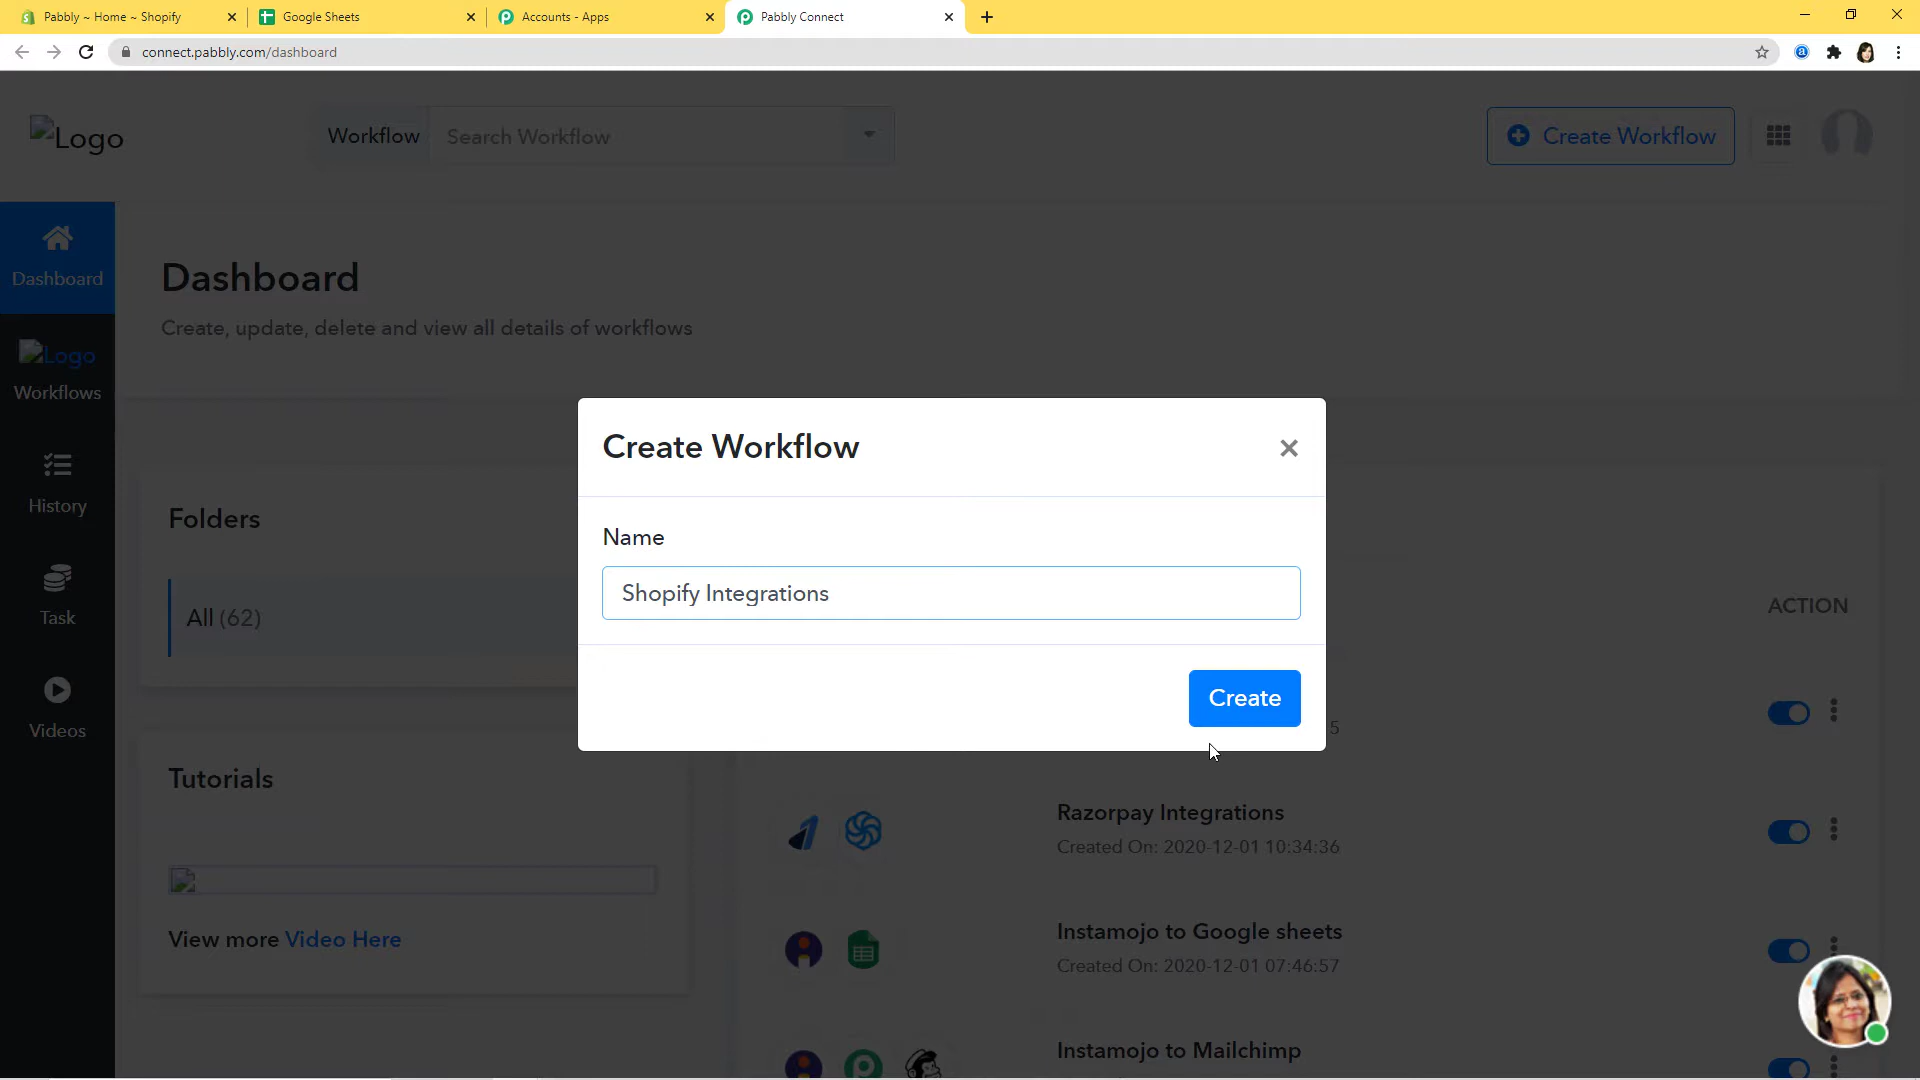 Pabbly ~ Home ~ Shopify
Google Sheets
Accounts - Apps
Pabbly Connect
connect.pabbly.com/dashboard
Logo
Workflow
Search Workflow
Create Workflow
Dashboard
Dashboard
Create, update, delete and view all details of workflows
Logo
Workflows
History
Task
Videos
Folders
All (62)
Create Workflow
Name
Shopify Integrations
Create
ACTION
5
Tutorials
View more Video Here
Razorpay Integrations
Created On: 2020-12-01 10:34:36
Instamojo to Google sheets
Created On: 2020-12-01 07:46:57
Instamojo to Mailchimp